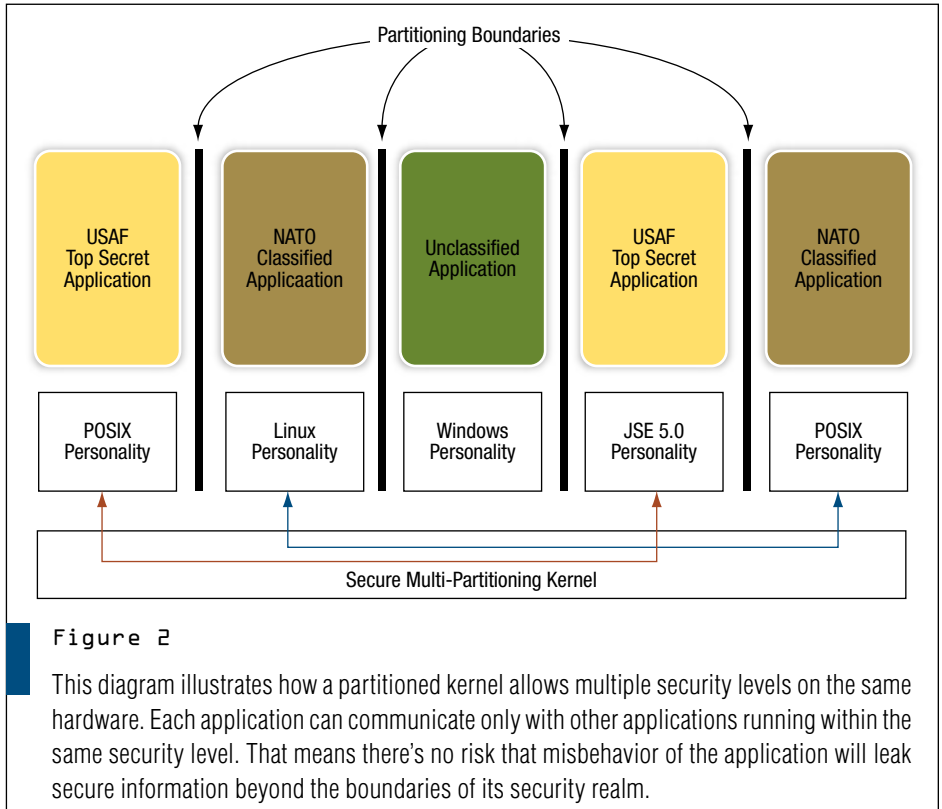 Partitioning Boundaries
USAF
Top Secret
Application
NATO
Classified
Applicaation
Unclassified
Application
USAF
Top Secret
Application
NATO
Classified
Application
POSIX
Personality
Linux
Personality
Windows
Personality
JSE 5.0
Personality
POSIX
Personality
Secure Multi-Partitioning Kernel
Figure 2
This diagram illustrates how a partitioned kernel allows multiple security levels on the same
hardware. Each application can communicate only with other applications running within the
same security level. That means there's no risk that misbehavior of the application will leak
secure information beyond the boundaries of its security realm.